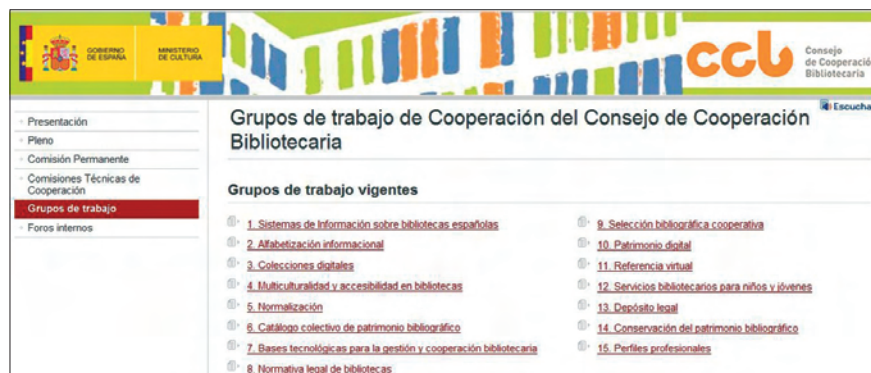 GOBIERNO
DE ESPAÑA
MINISTERIO
DE CULTURA
ccb
Consejo
de Cooperació
Bibliotecaria
Escucha
Presentación
Pleno
Comisión Permanente
Comisiones Técnicas de
Cooperación
Grupos de trabajo
Foros internos
Grupos de trabajo de Cooperación del Consejo de Cooperación
Bibliotecaria
Grupos de trabajo vigentes
1. Sistemas de Información sobre bibliotecas españolas
2. Alfabetización informacional
3. Colecciones digitales
4. Multiculturalidad y accesibilidad en bibliotecas
5. Normalización
6. Catálogo colectivo de patrimonio bibliográfico
7. Bases tecnológicas para la gestión y cooperación bibliotecaria
8. Normativa legal de bibliotecas
9. Selección bibliográfica cooperativa
10. Patrimonio digital
11. Referencia virtual
12. Servicios bibliotecarios para niños y jóvenes
13. Depósito legal
14. Conservación del patrimonio bibliográfico
15. Perfiles profesionales